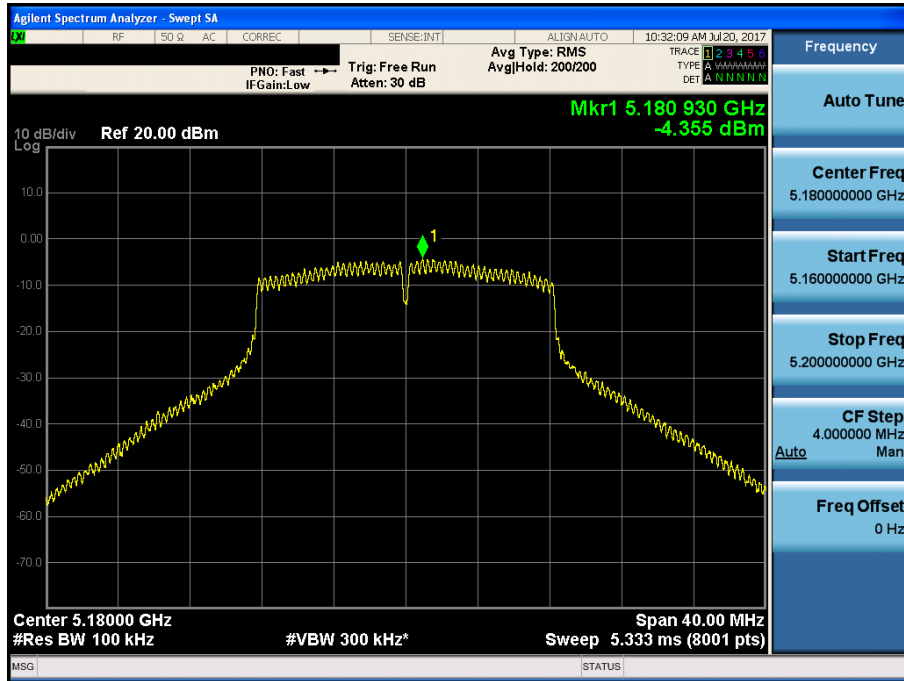 Agilent Spectrum Analyzer - Swept SA
LXI RF 50 Ω AC CORREC SENSE:INT ALIGN AUTO 10:32:09 AM Jul 20, 2017
PNO: Fast
IFGain:Low
Trig: Free Run
Atten: 30 dB
Avg Type: RMS
Avg|Hold: 200/200
TRACE 1 2 3 4 5 6
TYPE A WWWWW
DET A N N N N N
Mkr1 5.180 930 GHz
-4.355 dBm
10 dB/div Ref 20.00 dBm
Log
10.0
0.00
-10.0
-20.0
-30.0
-40.0
-50.0
-60.0
-70.0
1
Center 5.18000 GHz Span 40.00 MHz
#Res BW 100 kHz #VBW 300 kHz* Sweep 5.333 ms (8001 pts)
MSG STATUS
Frequency
Auto Tune
Center Freq
5.180000000 GHz
Start Freq
5.160000000 GHz
Stop Freq
5.200000000 GHz
CF Step
4.000000 MHz
Auto Man
Freq Offset
0 Hz